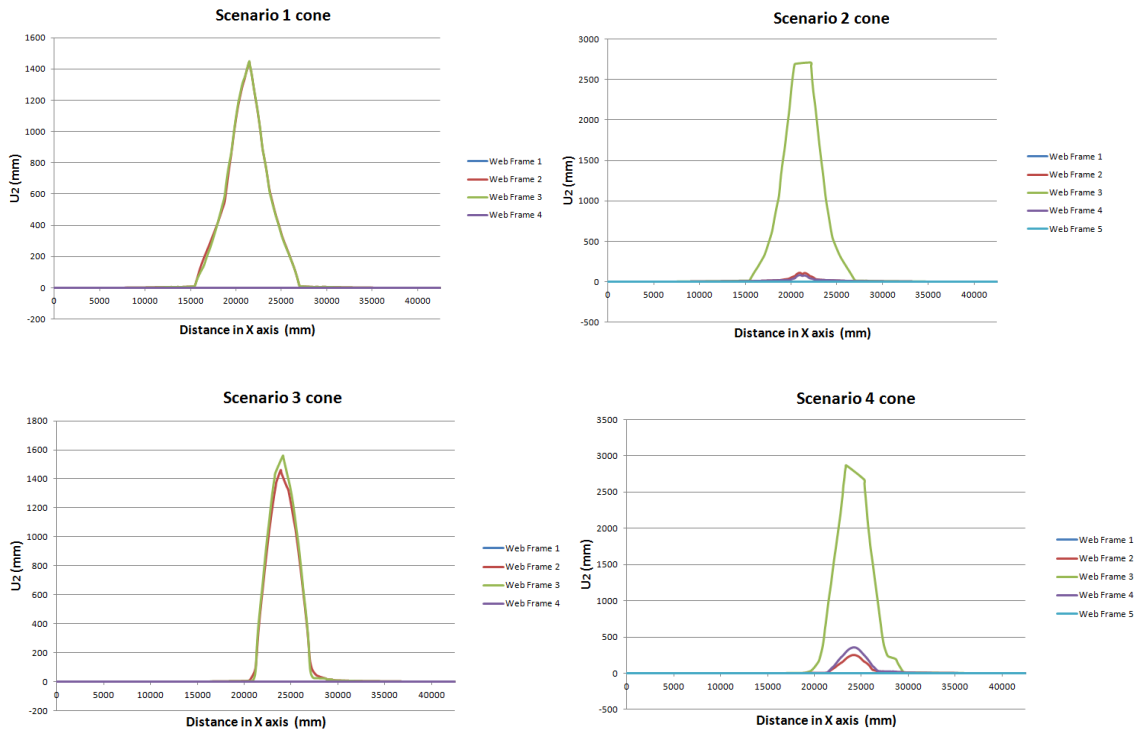 Scenario 1 cone
1600
1400
1200
1000
800
600
400
200
0
-200
U2 (mm)
0 5000 10000 15000 20000 25000 30000 35000 40000
Distance in X axis (mm)
Web Frame 1
Web Frame 2
Web Frame 3
Web Frame 4
Scenario 2 cone
3000
2500
2000
1500
1000
500
0
-500
U2 (mm)
0 5000 10000 15000 20000 25000 30000 35000 40000
Distance in X axis (mm)
Web Frame 1
Web Frame 2
Web Frame 3
Web Frame 4
Web Frame 5
Scenario 3 cone
1800
1600
1400
1200
1000
800
600
400
200
0
-200
U2 (mm)
0 5000 10000 15000 20000 25000 30000 35000 40000
Distance in X axis (mm)
Web Frame 1
Web Frame 2
Web Frame 3
Web Frame 4
Scenario 4 cone
3500
3000
2500
2000
1500
1000
500
0
-500
U2 (mm)
0 5000 10000 15000 20000 25000 30000 35000 40000
Distance in X axis (mm)
Web Frame 1
Web Frame 2
Web Frame 3
Web Frame 4
Web Frame 5